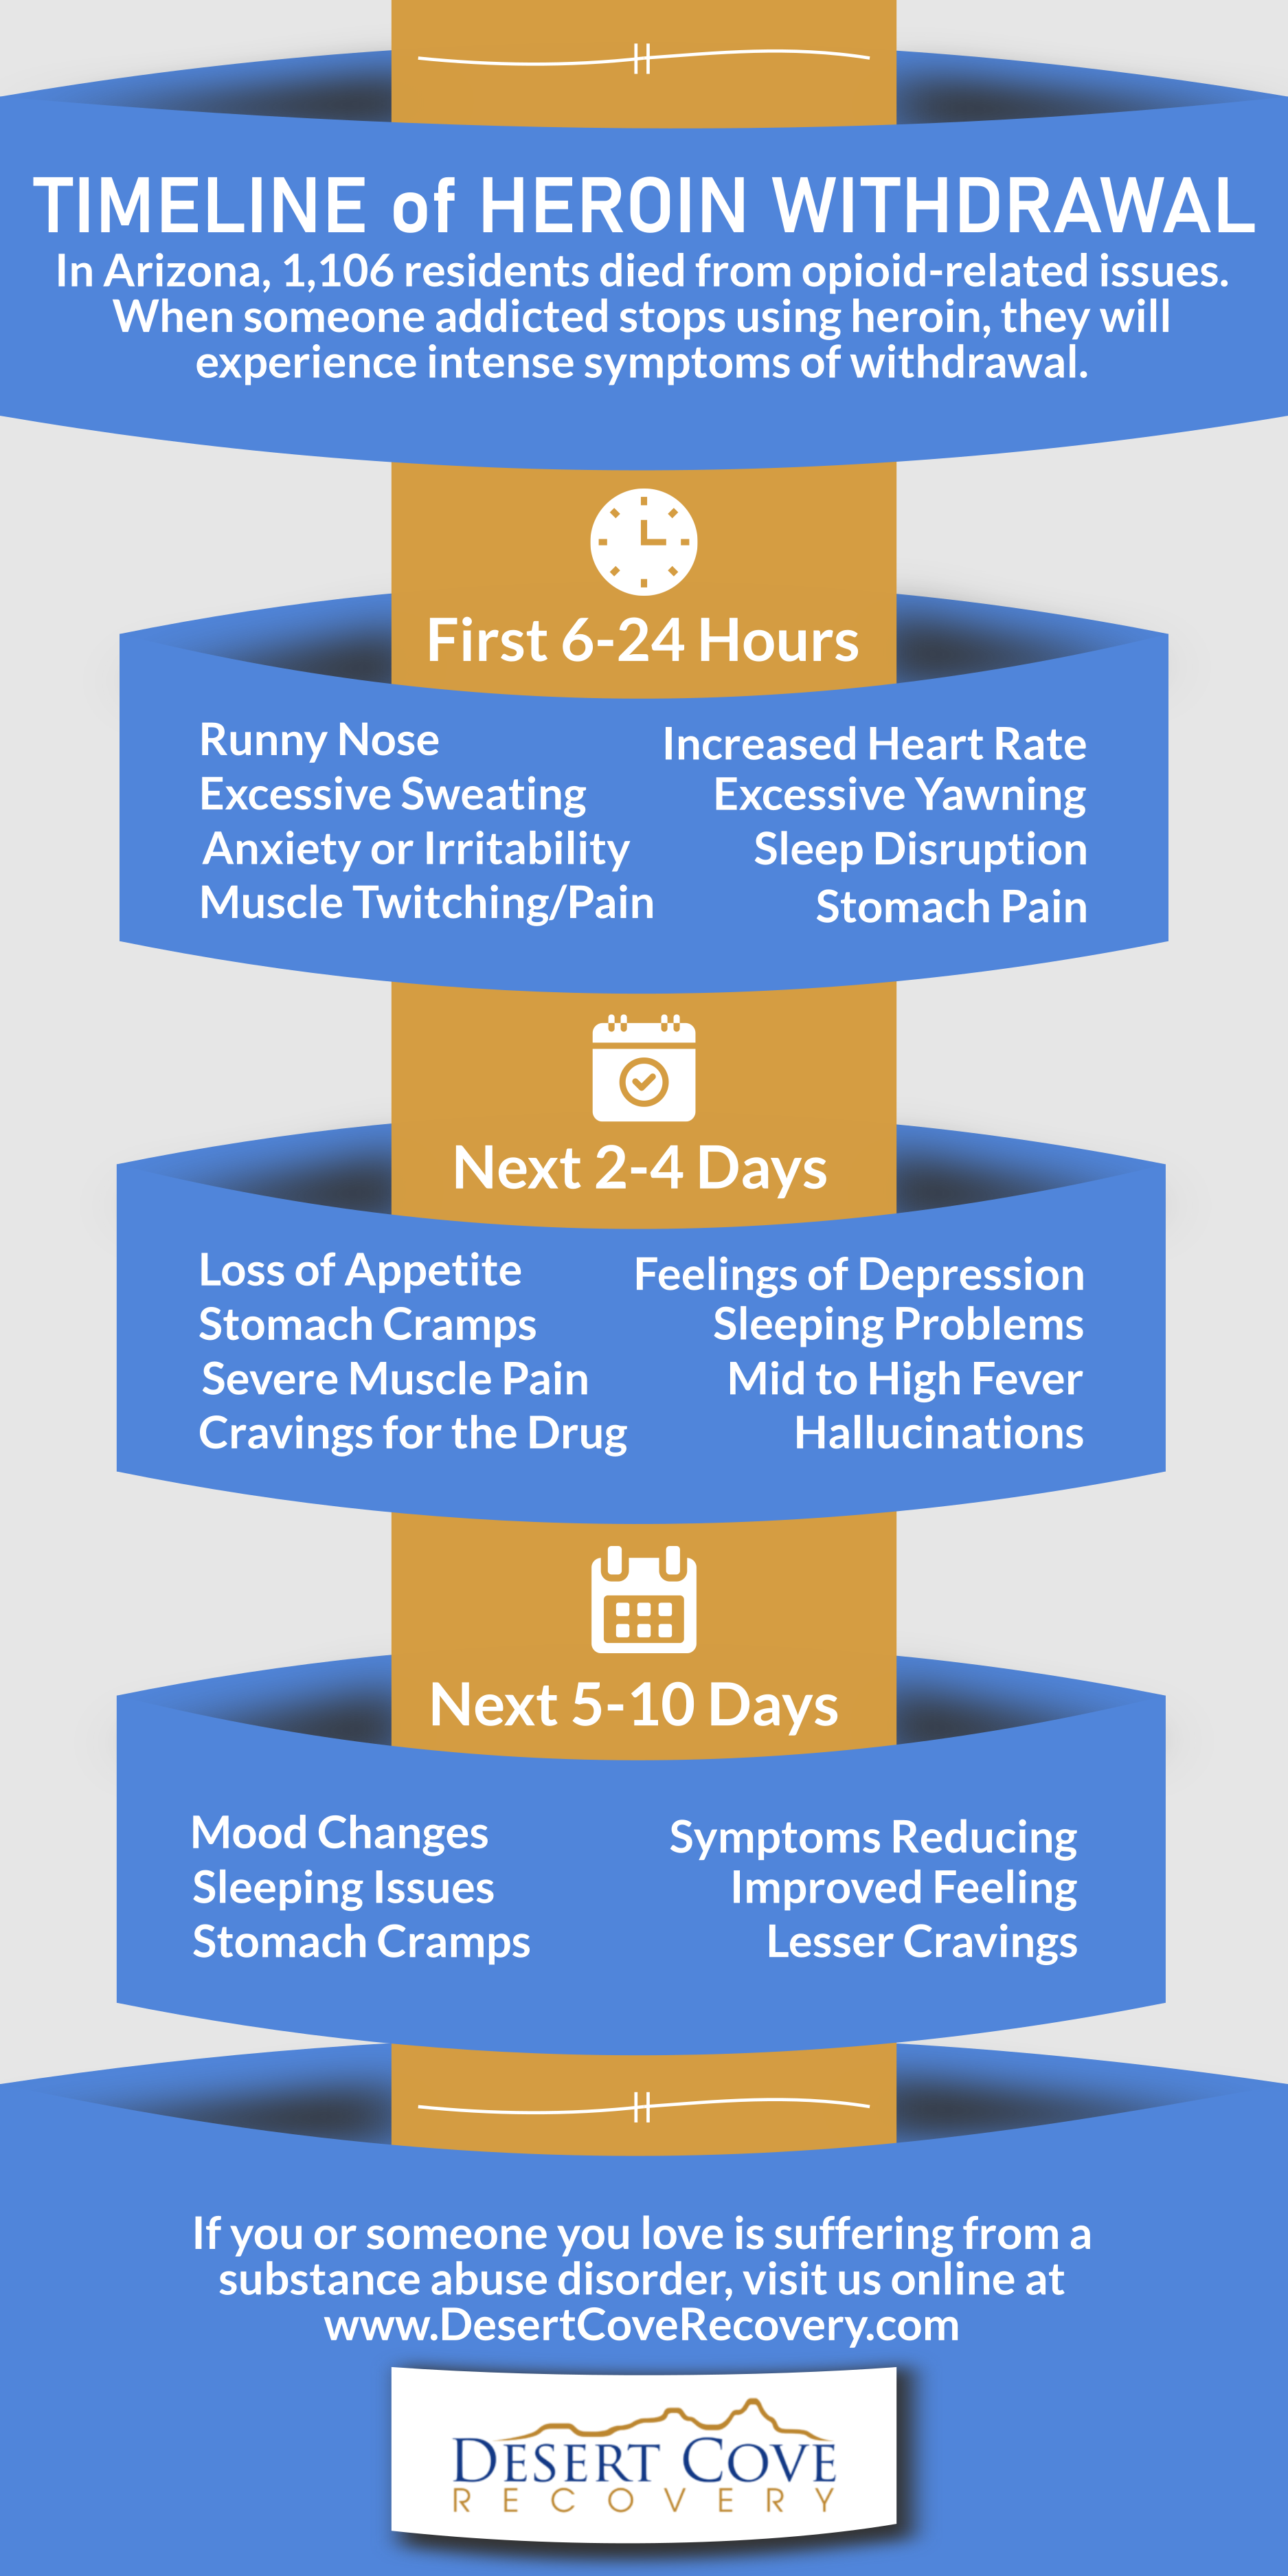 TIMELINE of HEROIN WITHDRAWAL
In Arizona, 1,106 residents died from opioid-related issues.
When someone addicted stops using heroin, they will
experience intense symptoms of withdrawal.
First 6-24 Hours
Runny Nose
Excessive Sweating
Anxiety or Irritability
Muscle Twitching/Pain
Increased Heart Rate
Excessive Yawning
Sleep Disruption
Stomach Pain
Next 2-4 Days
Loss of Appetite
Stomach Cramps
Severe Muscle Pain
Cravings for the Drug
Feelings of Depression
Sleeping Problems
Mid to High Fever
Hallucinations
Next 5-10 Days
Mood Changes
Sleeping Issues
Stomach Cramps
Symptoms Reducing
Improved Feeling
Lesser Cravings
If you or someone you love is suffering from a
substance abuse disorder, visit us online at
www.DesertCoveRecovery.com
DESERT COVE
RECOVERY